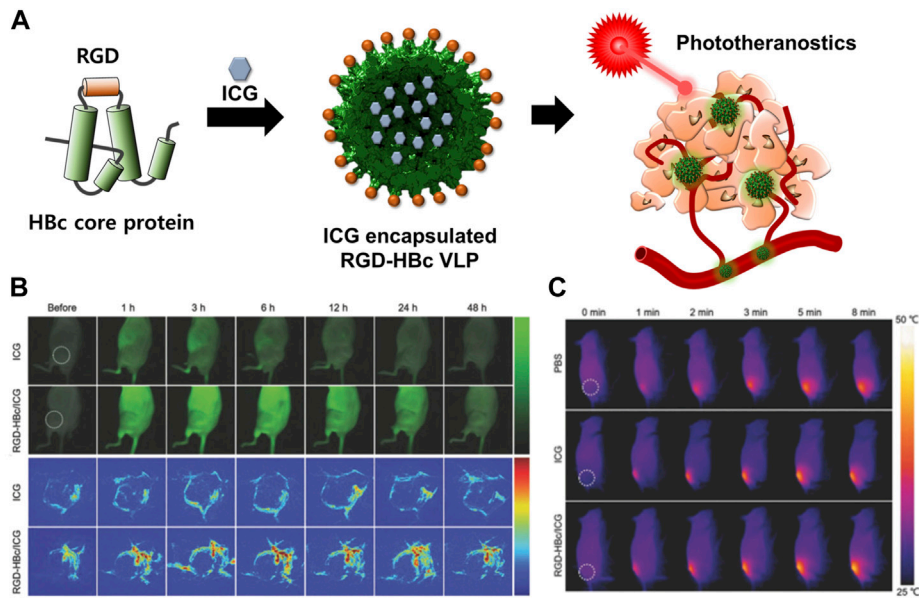 A
RGD
ICG
HBc core protein
ICG encapsulated
RGD-HBc VLP
Phototheranostics
B
Before 1 h 3 h 6 h 12 h 24 h 48 h
ICG
RGD-HBc/ICG
ICG
RGD-HBc/ICG
C
0 min 1 min 2 min 3 min 5 min 8 min
PBS
ICG
RGD-HBc/ICG
50 ℃
25 ℃